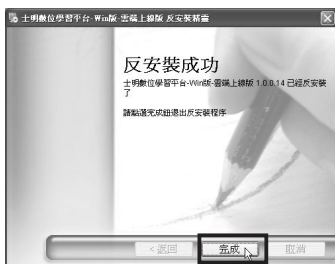 士明數位學習平台-Win版-雲端上線版 反安裝精靈
反安裝成功
士明數位學習平台-Win版-雲端上線版 1.0.0.14 已經反安裝
了
請點選完成鈕退出反安裝程序
< 返回
完成
取消